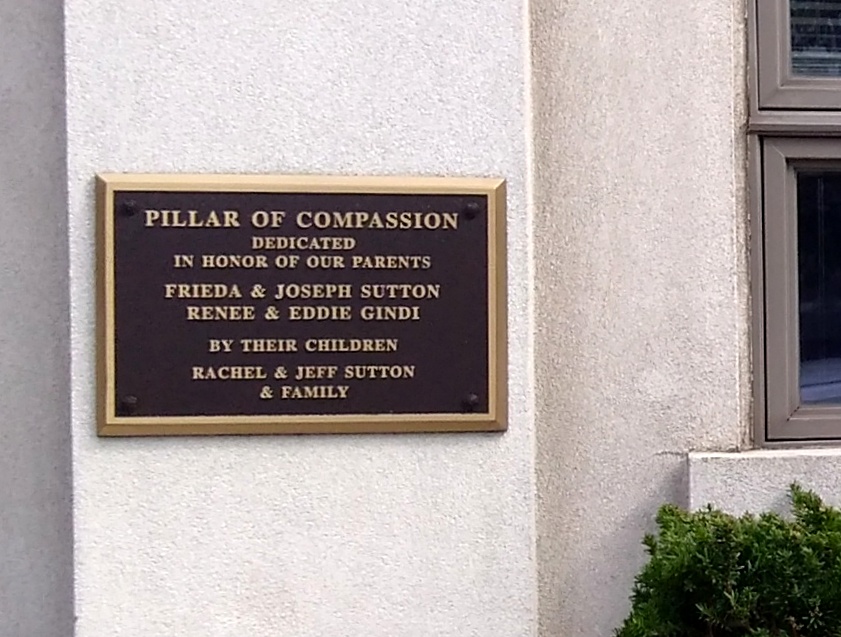 PILLAR OF COMPASSION
DEDICATED
IN HONOR OF OUR PARENTS
FRIEDA & JOSEPH SUTTON
RENEE & EDDIE GINDI
BY THEIR CHILDREN
RACHEL & JEFF SUTTON
& FAMILY